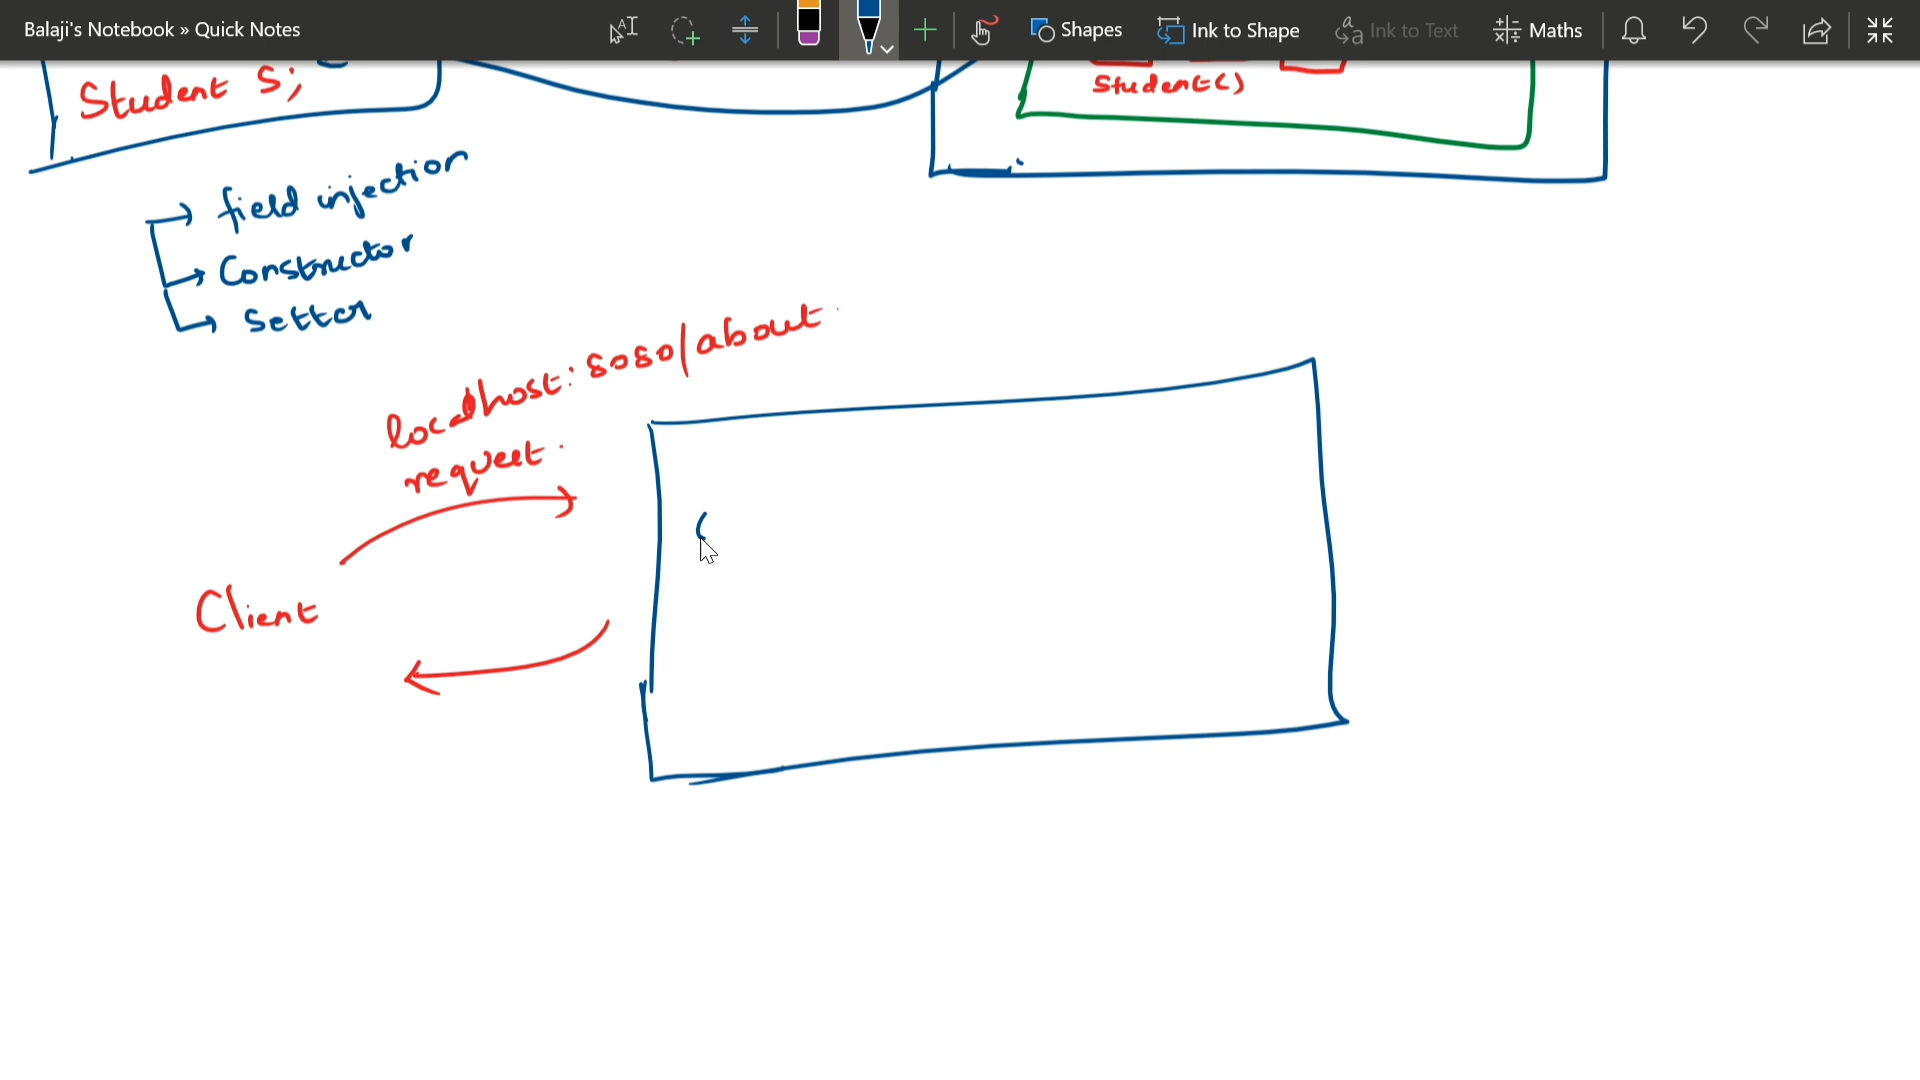 Balaji's Notebook » Quick Notes
Shapes
Ink to Shape
Ink to Text
Maths
Student S;
Student()
field injection
Constructor
Setter
localhost:8080/about
request.
Client